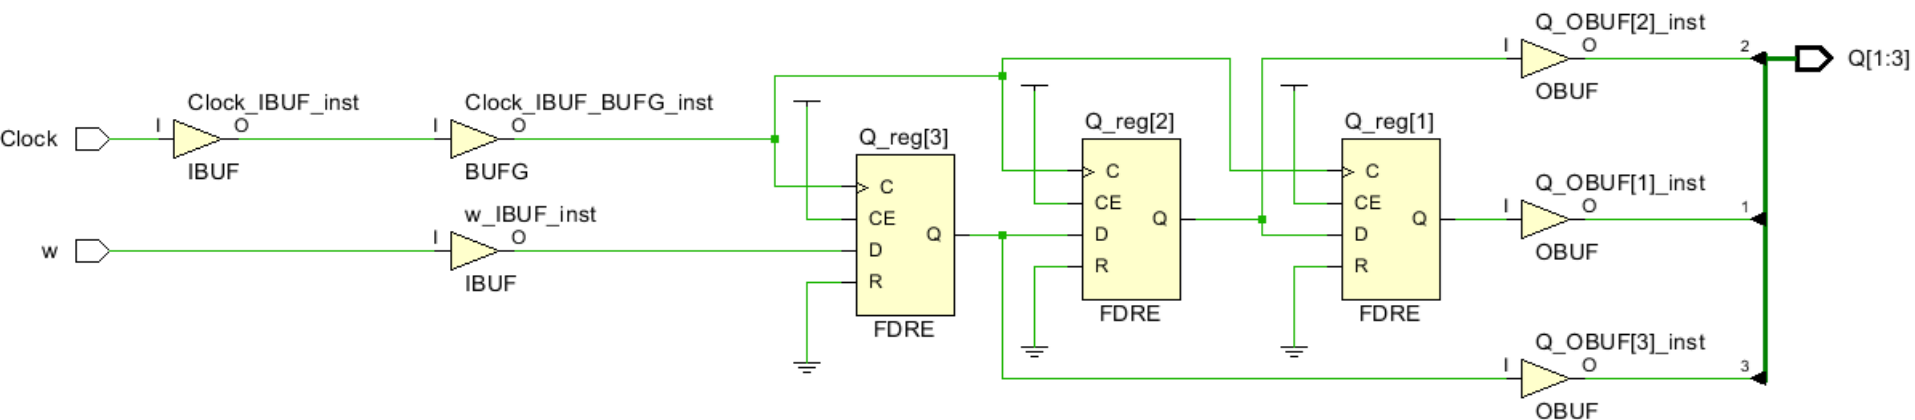 Clock
I
Clock_IBUF_inst
O
IBUF
I
Clock_IBUF_BUFG_inst
O
BUFG
w
I
w_IBUF_inst
O
IBUF
Q_reg[3]
C
CE
D
R
Q
FDRE
Q_reg[2]
C
CE
D
R
Q
FDRE
Q_reg[1]
C
CE
D
R
Q
FDRE
Q_OBUF[2]_inst
I
O
OBUF
2
Q[1:3]
Q_OBUF[1]_inst
I
O
OBUF
1
Q_OBUF[3]_inst
I
O
OBUF
3